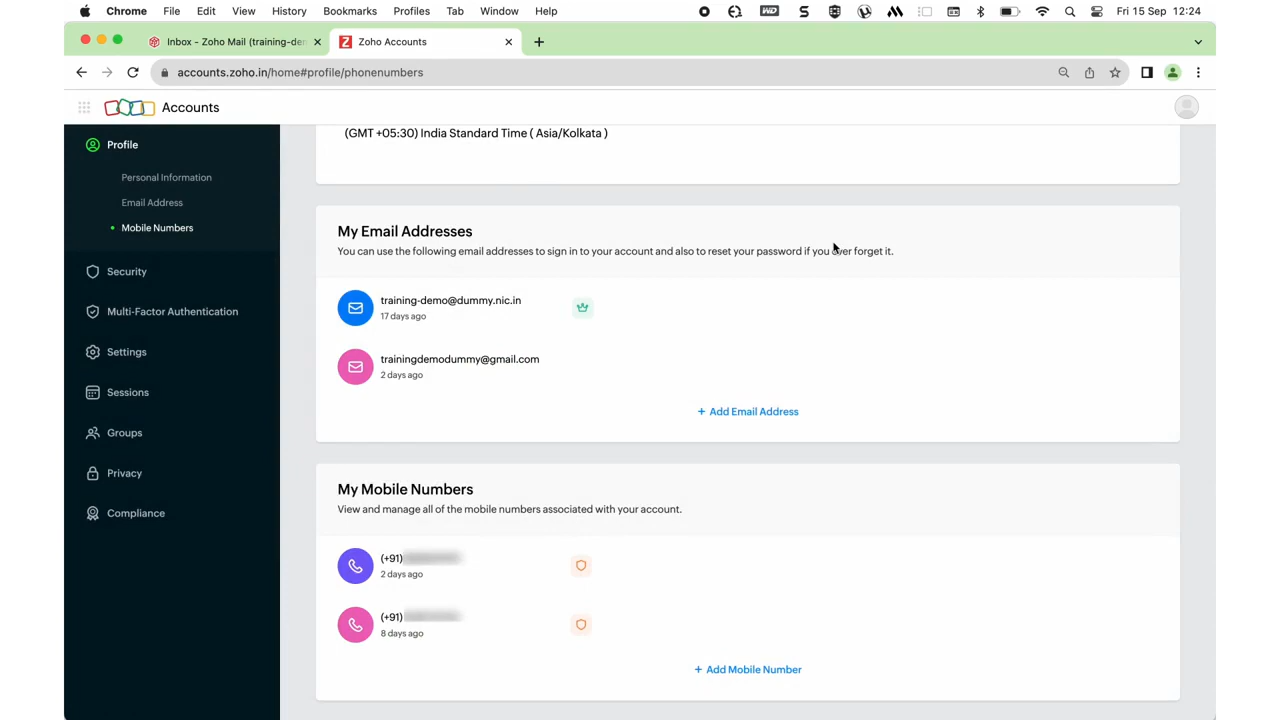 Chrome File Edit View History Bookmarks Profiles Tab Window Help Fri 15 Sep 12:24
Inbox - Zoho Mail (training-de
Zoho Accounts
accounts.zoho.in/home#profile/phonenumbers
Accounts
Profile
Personal Information
Email Address
Mobile Numbers
Security
Multi-Factor Authentication
Settings
Sessions
Groups
Privacy
Compliance
(GMT +05:30) India Standard Time ( Asia/Kolkata )
My Email Addresses
You can use the following email addresses to sign in to your account and also to reset your password if you ever forget it.
training-demo@dummy.nic.in
17 days ago
trainingdemodummy@gmail.com
2 days ago
+ Add Email Address
My Mobile Numbers
View and manage all of the mobile numbers associated with your account.
(+91)
2 days ago
(+91)
8 days ago
+ Add Mobile Number